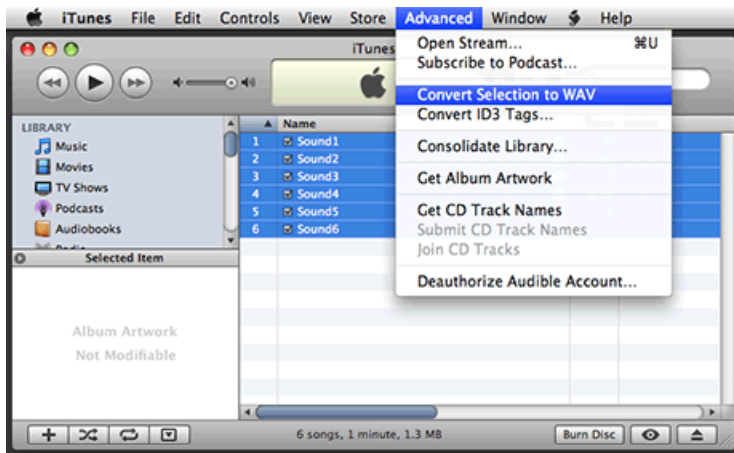 iTunes File Edit Controls View Store Advanced Window Help
iTunes
Open Stream... ⌘U
Subscribe to Podcast...
Convert Selection to WAV
Convert ID3 Tags...
Consolidate Library...
Get Album Artwork
Get CD Track Names
Submit CD Track Names
Join CD Tracks
Deauthorize Audible Account...
LIBRARY
Music
Movies
TV Shows
Podcasts
Audiobooks
Name
1 Sound1
2 Sound2
3 Sound3
4 Sound4
5 Sound5
6 Sound6
Selected Item
Album Artwork
Not Modifiable
6 songs, 1 minute, 1.3 MB
Burn Disc